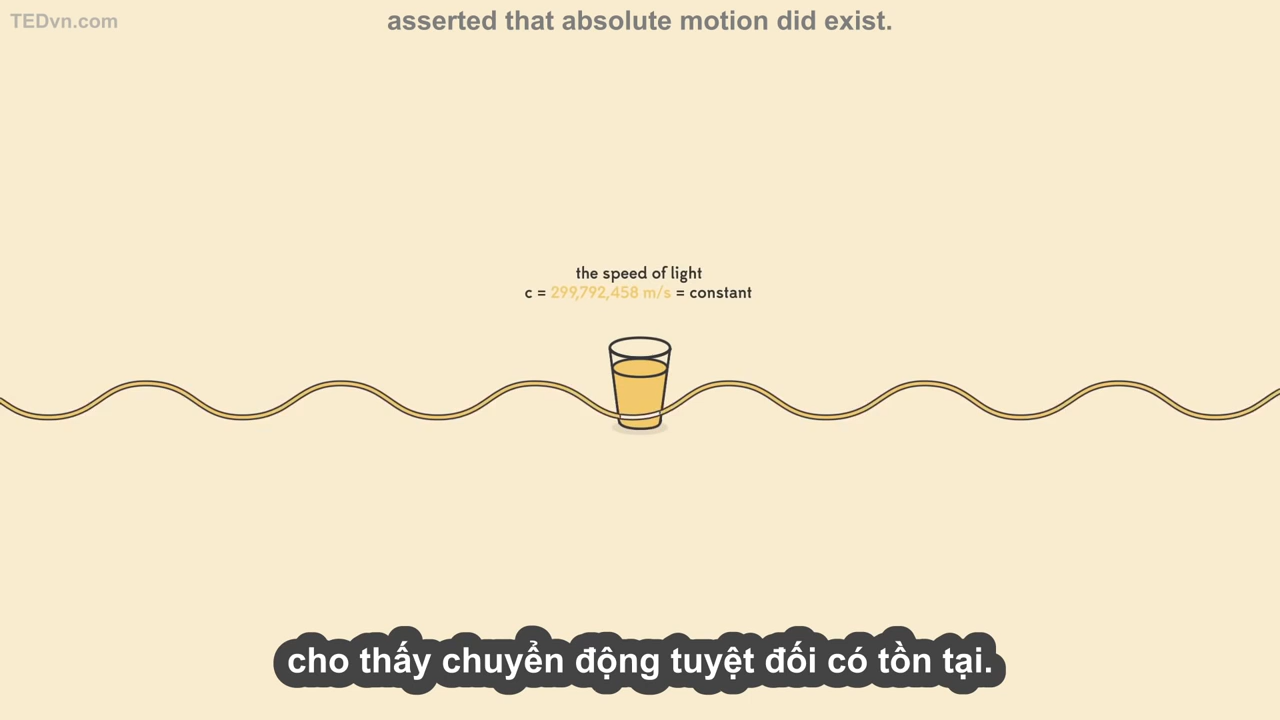 TEDvn.com
asserted that absolute motion did exist.
the speed of light
c = 299,792,458 m/s = constant
cho thấy chuyển động tuyệt đối có tồn tại.